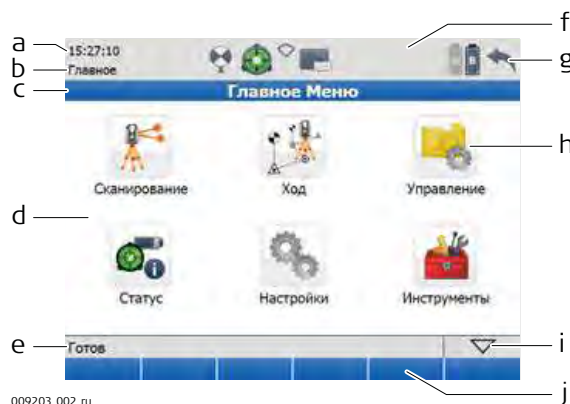 a
15:27:10
f
b
Главное
g
c
Главное Меню
Сканирование
Ход
Управление
h
d
Статус
Настройки
Инструменты
e
Готов
i
j
009203_002_ru